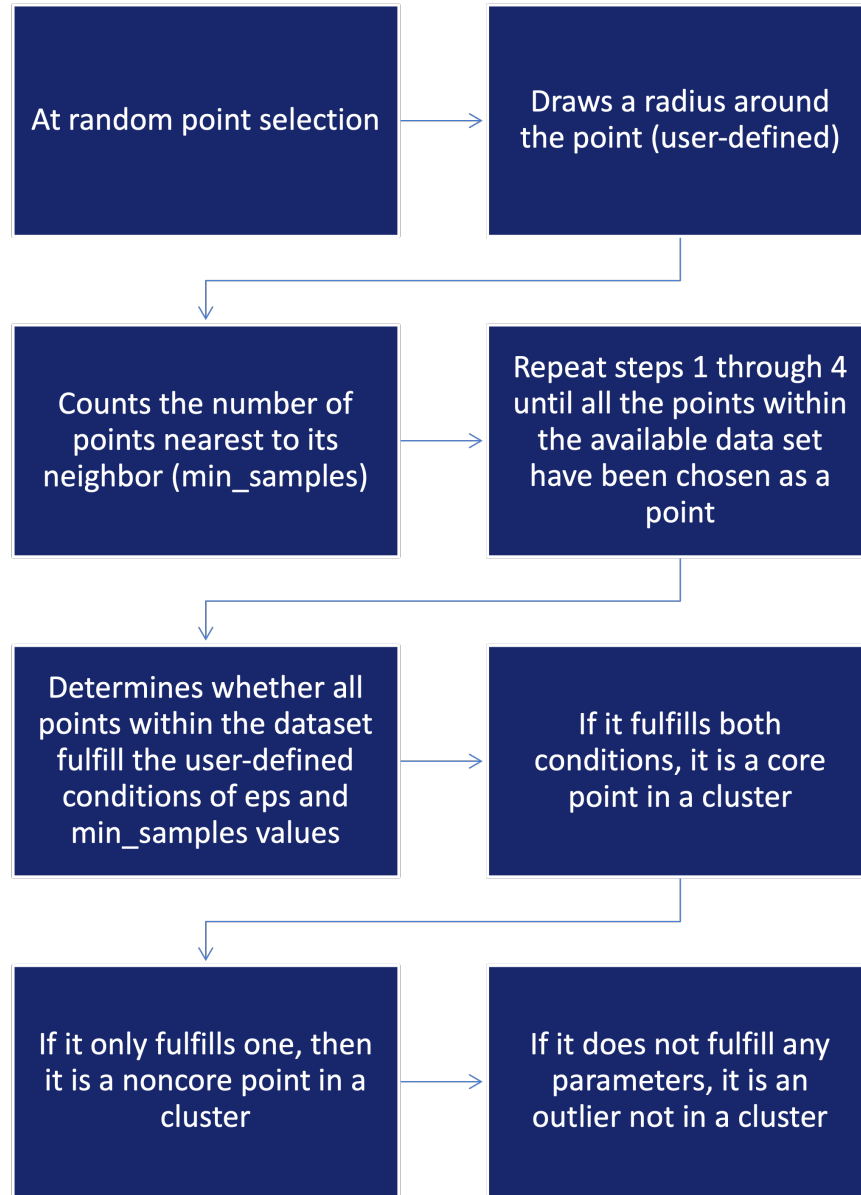 At random point selection
Draws a radius around
the point (user-defined)
Counts the number of
points nearest to its
neighbor (min_samples)
Repeat steps 1 through 4
until all the points within
the available data set
have been chosen as a
point
Determines whether all
points within the dataset
fulfill the user-defined
conditions of eps and
min_samples values
If it fulfills both
conditions, it is a core
point in a cluster
If it only fulfills one, then
it is a noncore point in a
cluster
If it does not fulfill any
parameters, it is an
outlier not in a cluster